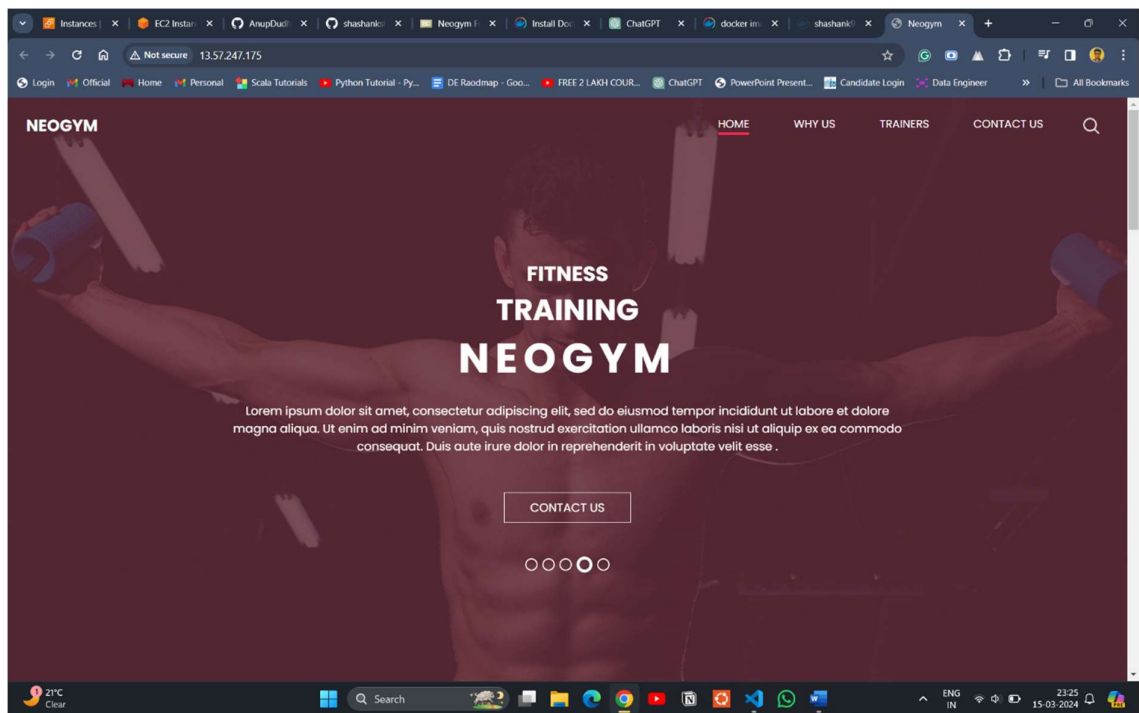 Instances |
EC2 Instan
AnupDudh
shashanks
Neogym F
Install Doc
ChatGPT
docker im
shashank
Neogym
Not secure 13.57.247.175
Login Official Home Personal Scala Tutorials Python Tutorial - Py... DE Raodmap - Goo... FREE 2 LAKH COUR... ChatGPT PowerPoint Present... Candidate Login Data Engineer » All Bookmarks
NEOGYM HOME WHY US TRAINERS CONTACT US
FITNESS
TRAINING
NEOGYM
Lorem ipsum dolor sit amet, consectetur adipiscing elit, sed do eiusmod tempor incididunt ut labore et dolore
magna aliqua. Ut enim ad minim veniam, quis nostrud exercitation ullamco laboris nisi ut aliquip ex ea commodo
consequat. Duis aute irure dolor in reprehenderit in voluptate velit esse .
CONTACT US
1 21°C
Clear
Search
ENG
IN
23:25
15-03-2024